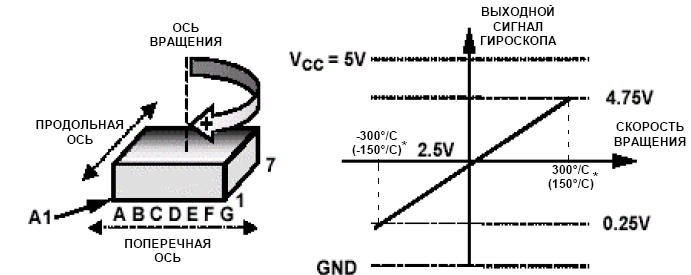 ОСЬ
ВРАЩЕНИЯ
ПРОДОЛЬНАЯ
ОСЬ
+
7
1
A1
A B C D E F G
ПОПЕРЕЧНАЯ
ОСЬ
ВЫХОДНОЙ
СИГНАЛ
ГИРОСКОПА
VCC = 5V
4.75V
-300°/С
(-150°/С)*
2.5V
СКОРОСТЬ
ВРАЩЕНИЯ
300°/С
(150°/С)*
0.25V
GND